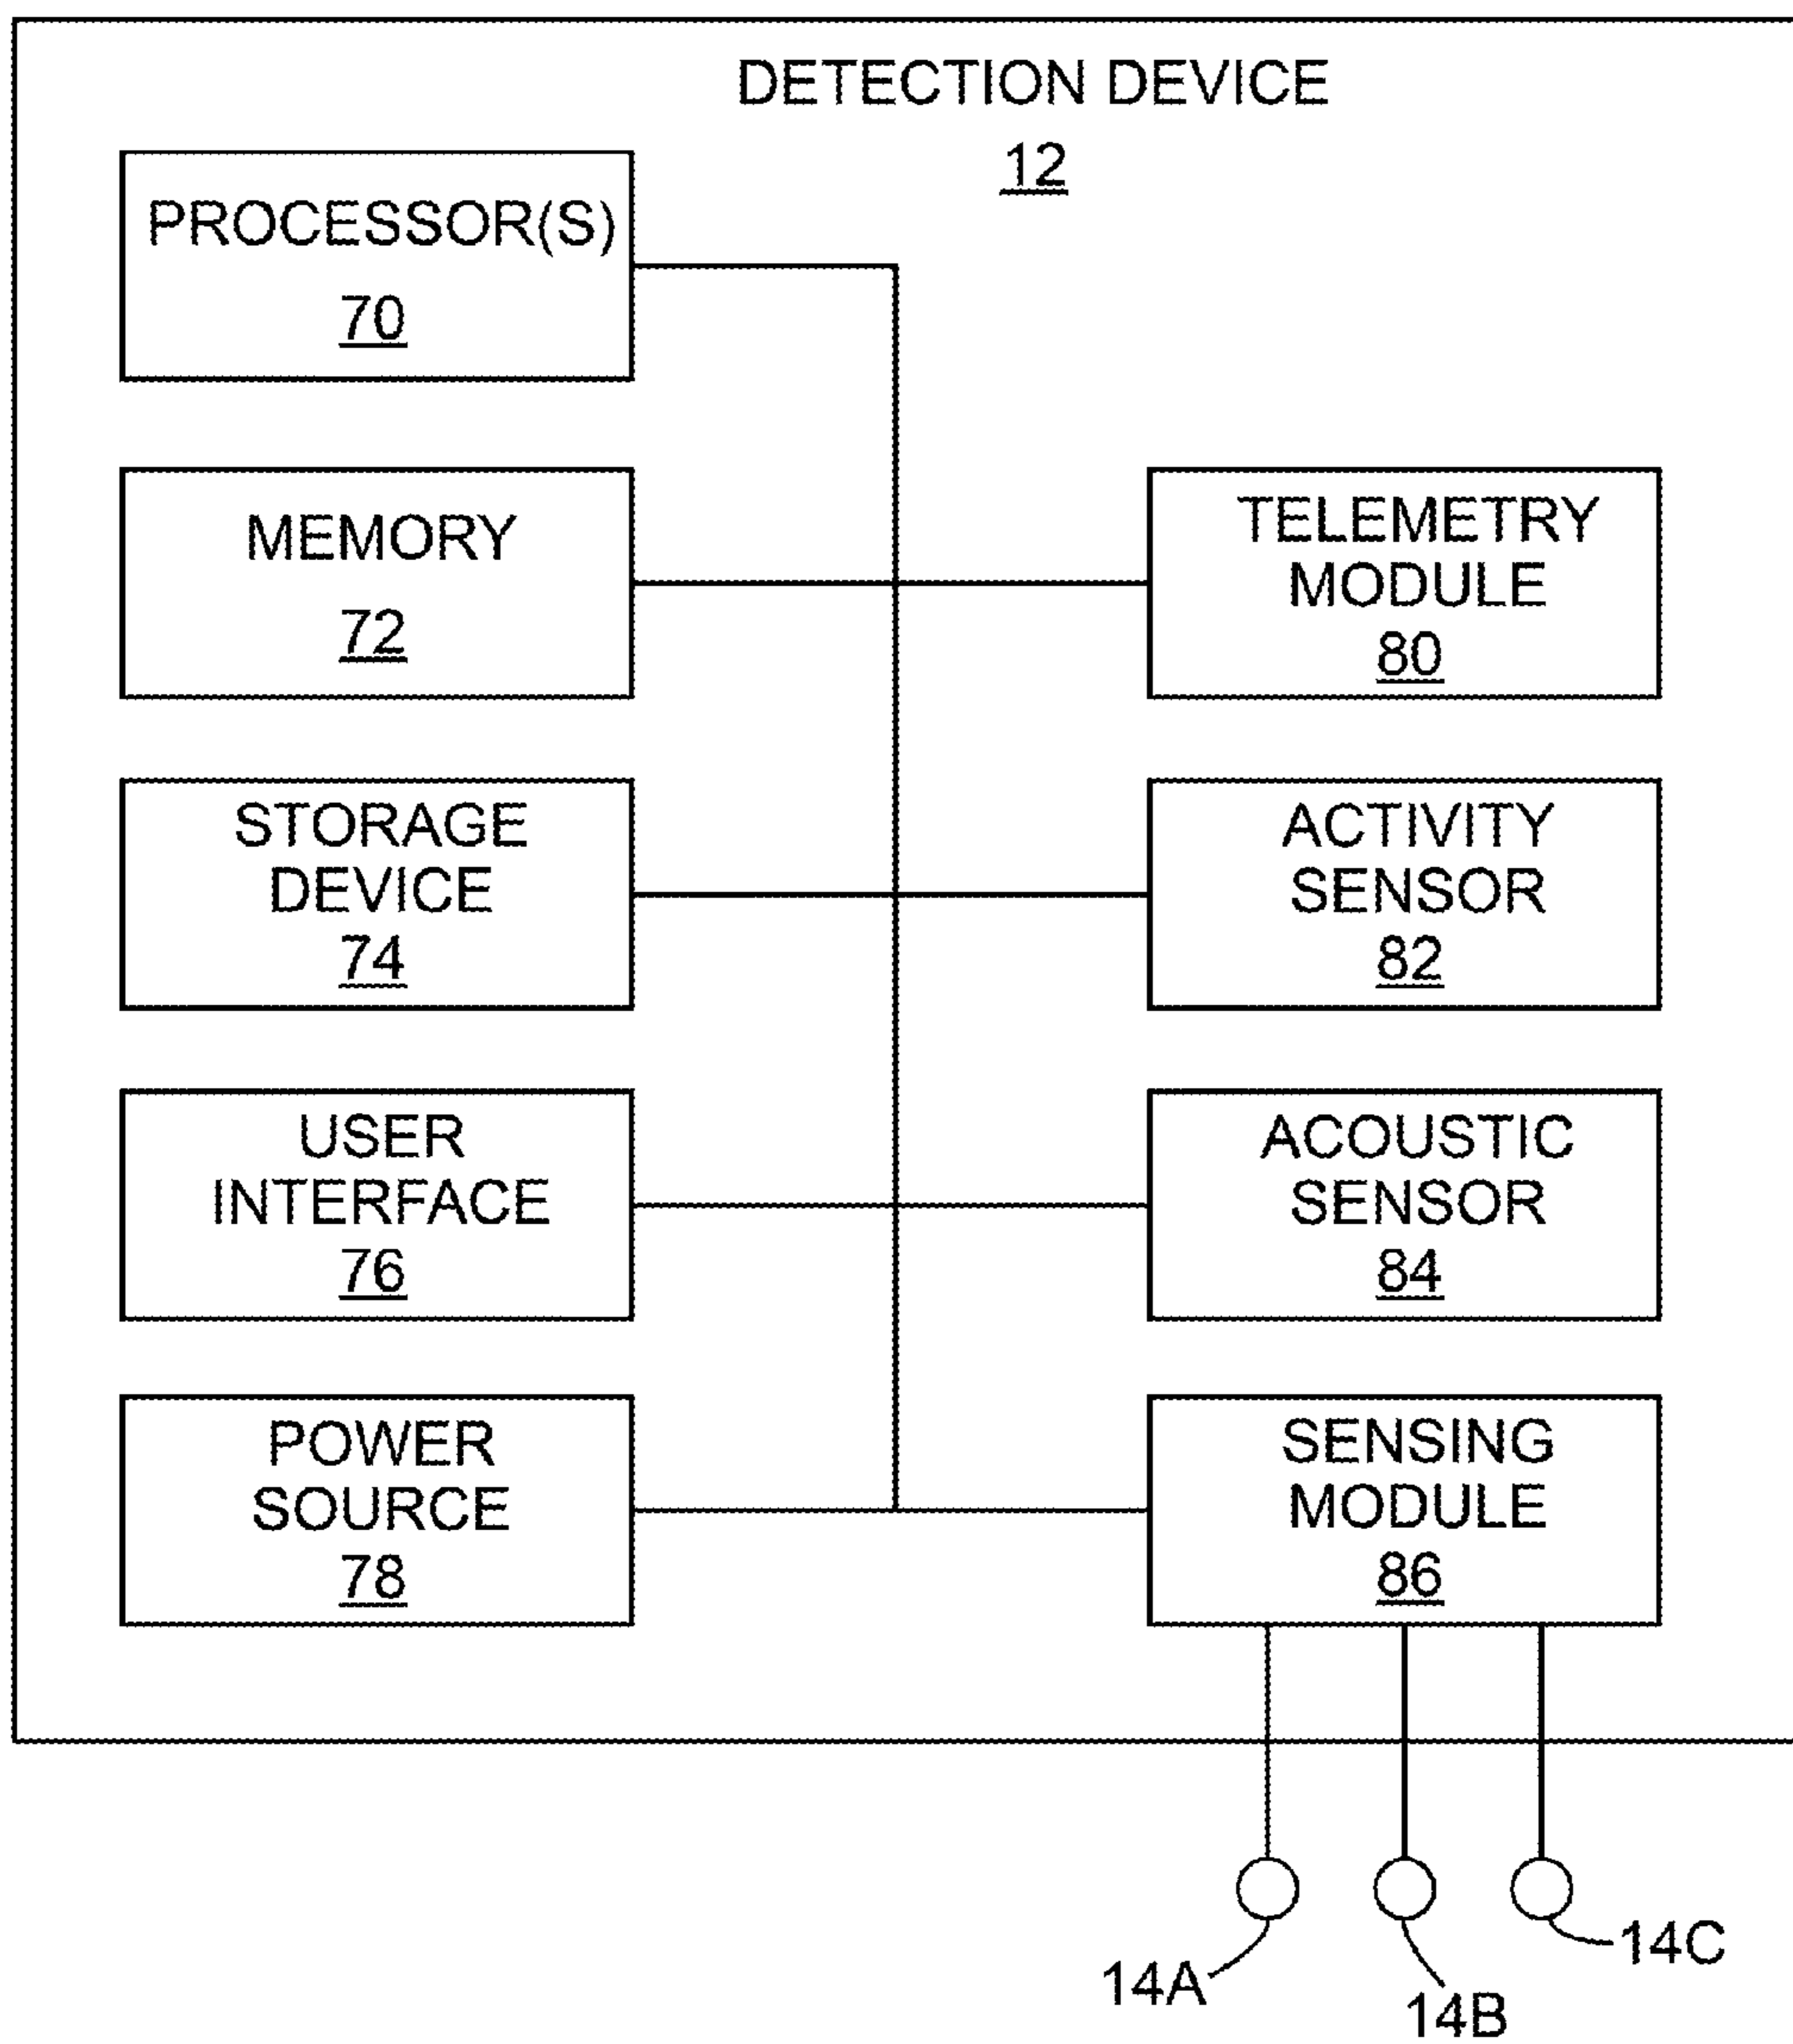 DETECTION DEVICE
12
PROCESSOR(S)
70
MEMORY
72
TELEMETRY
MODULE
80
STORAGE
DEVICE
74
ACTIVITY
SENSOR
82
USER
INTERFACE
76
ACOUSTIC
SENSOR
84
POWER
SOURCE
78
SENSING
MODULE
86
14A
14B
14C